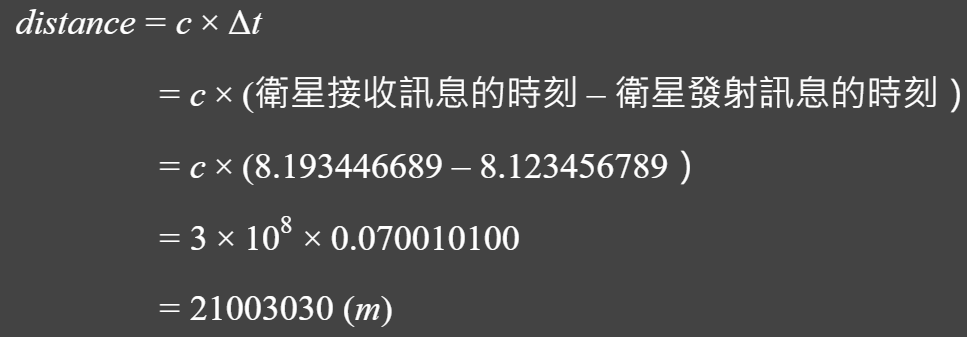 distance = c × Δt
= c × (衛星接收訊息的時刻 – 衛星發射訊息的時刻 )
= c × (8.193446689 – 8.123456789 )
= 3 × 10⁸ × 0.070010100
= 21003030 (m)